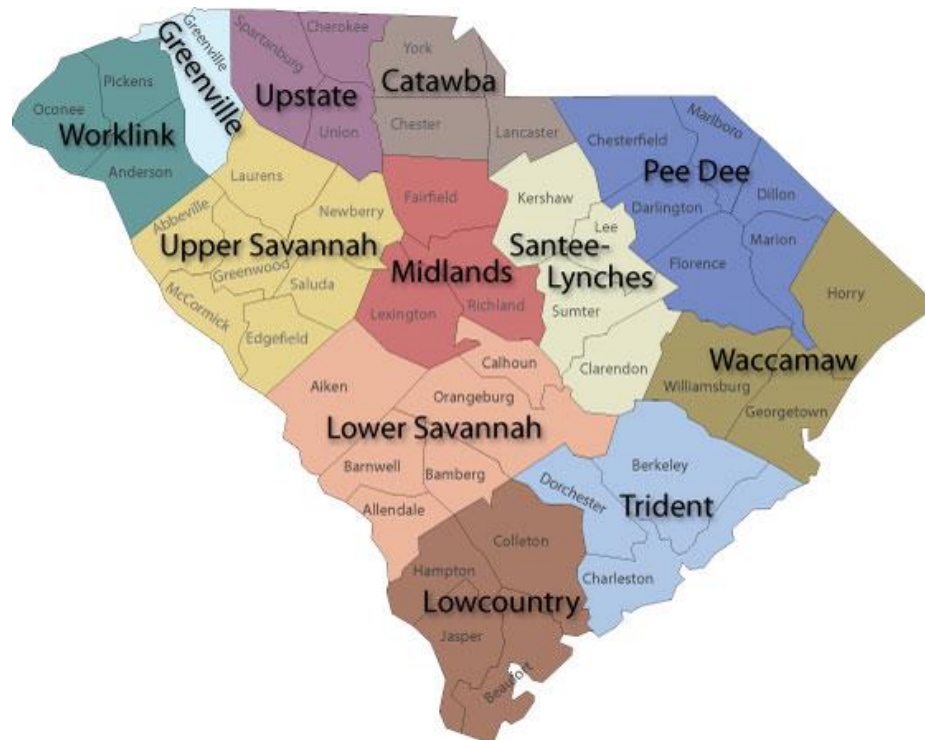 Greenville
Spartanburg
Cherokee
York
Pickens
Greenville
Catawba
Oconee
Upstate
Worklink
Union
Chester
Lancaster
Chesterfield
Marlboro
Anderson
Laurens
Pee Dee
Abbeville
Newberry
Fairfield
Kershaw
Lee
Darlington
Dillon
Upper Savannah
Greenwood
Saluda
McCormick
Midlands
Santee-
Lynches
Marion
Florence
Edgefield
Lexington
Richland
Sumter
Horry
Aiken
Calhoun
Clarendon
Waccamaw
Williamsburg
Georgetown
Orangeburg
Lower Savannah
Barnwell
Bamberg
Berkeley
Dorchester
Trident
Allendale
Colleton
Hampton
Charleston
Lowcountry
Jasper
Beaufort